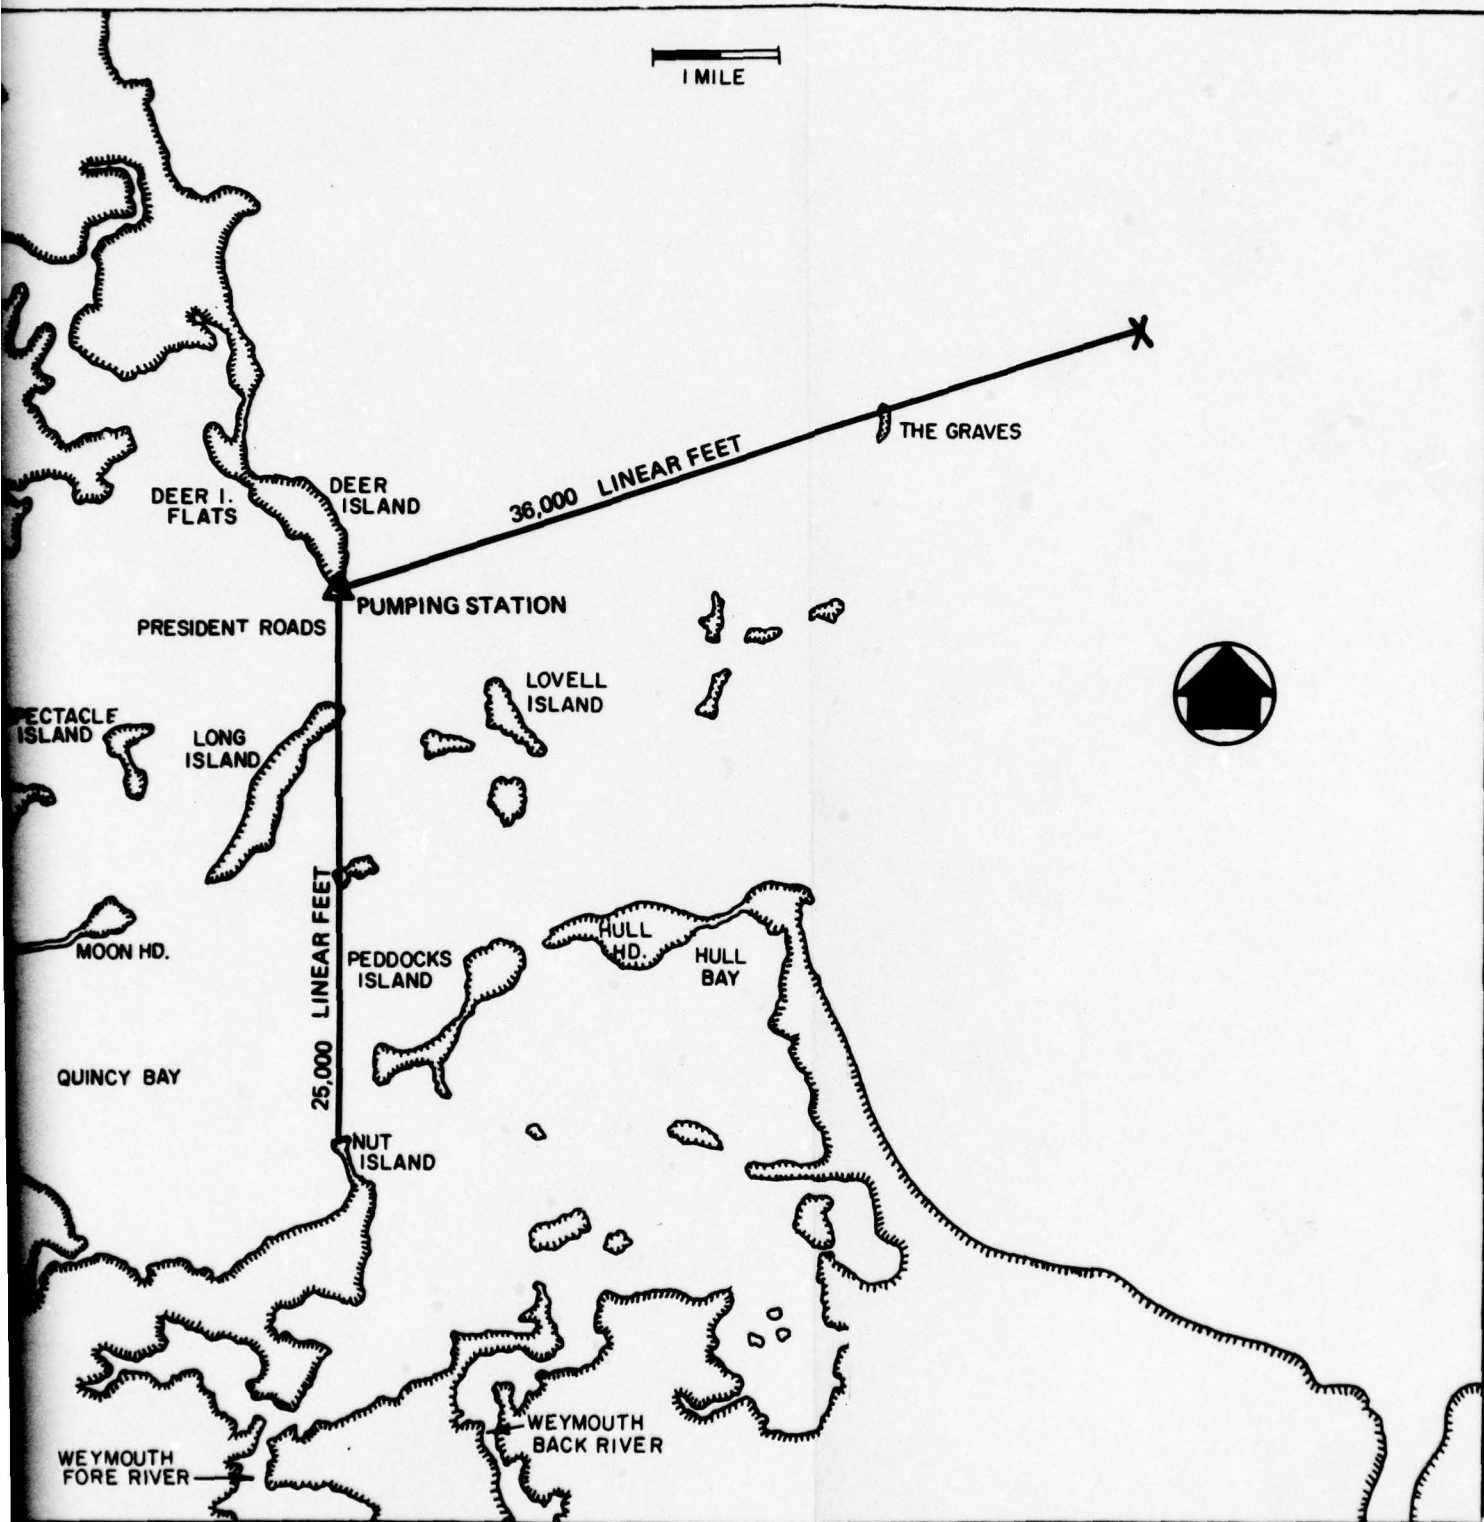 1 MILE
THE GRAVES
36,000 LINEAR FEET
DEER
ISLAND
DEER I.
FLATS
PUMPING STATION
PRESIDENT ROADS
LOVELL
ISLAND
PECTACLE
ISLAND
LONG
ISLAND
25,000 LINEAR FEET
HULL
HD.
HULL
BAY
MOON HD.
PEDDOCKS
ISLAND
QUINCY BAY
NUT
ISLAND
WEYMOUTH
BACK RIVER
WEYMOUTH
FORE RIVER